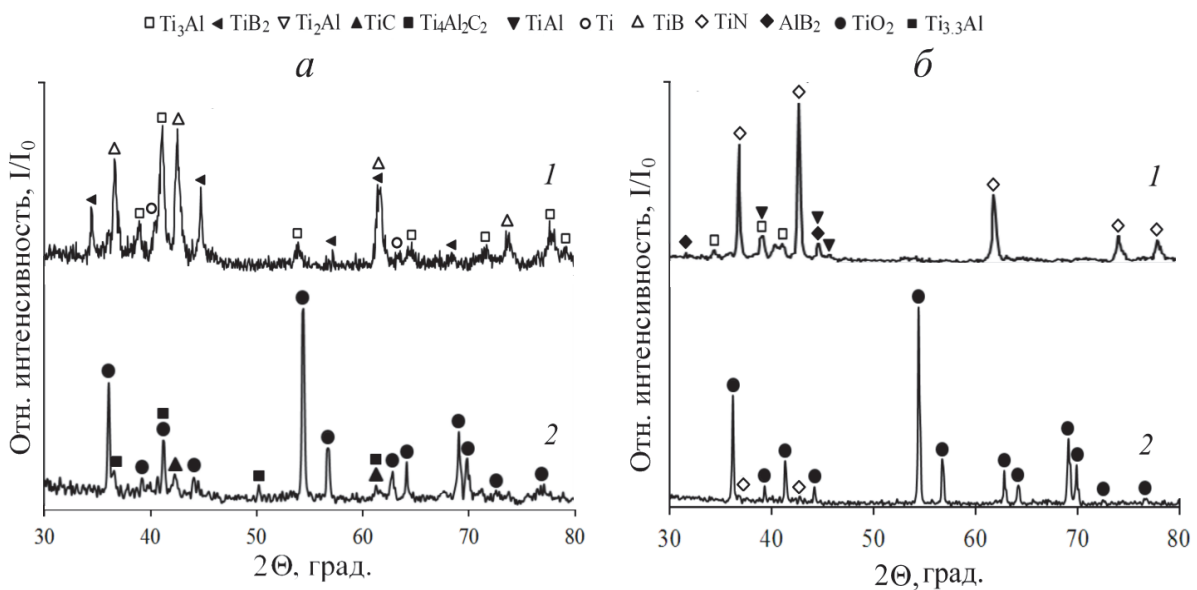 □ Ti₃Al ◄ TiB₂ ▽ Ti₂Al ▲ TiC ■ Ti₄Al₂C₂ ▼ TiAl ○ Ti △ TiB ◇ TiN ◆ AlB₂ ● TiO₂ ■ Ti₃.₃Al
а
б
Отн. интенсивность, I/I₀
1
2
30 40 50 60 70 80
2Θ, град.
Отн. интенсивность, I/I₀
1
2
30 40 50 60 70 80
2Θ, град.